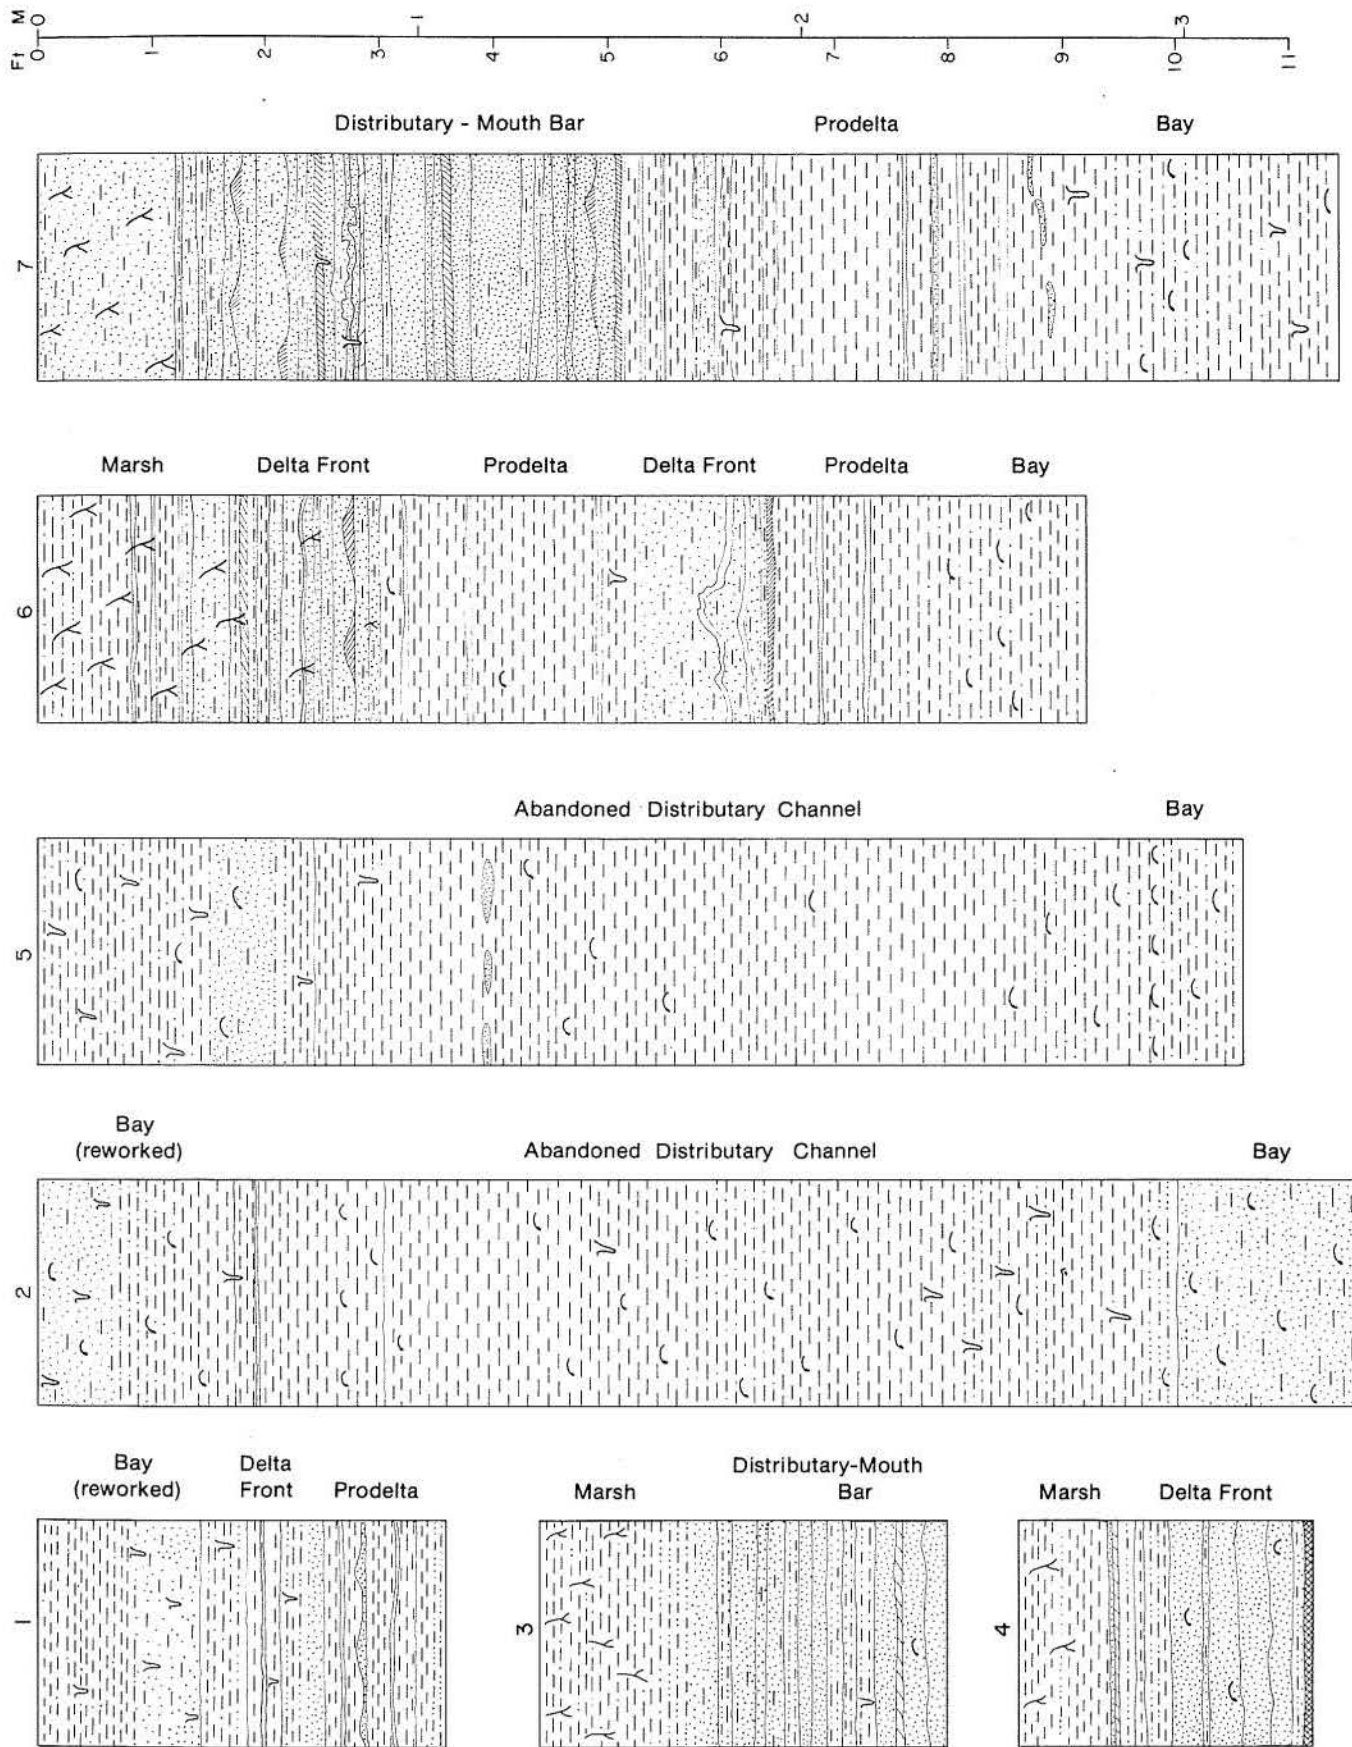 M
Ft
0 1 2 3
0 1 2 3 4 5 6 7 8 9 10 11
Distributary - Mouth Bar Prodelta Bay
7
Marsh Delta Front Prodelta Delta Front Prodelta Bay
6
Abandoned Distributary Channel Bay
5
Bay
(reworked) Abandoned Distributary Channel Bay
2
Bay
(reworked)
Delta
Front
Prodelta
1
Marsh
Distributary-Mouth
Bar
3
Marsh Delta Front
4